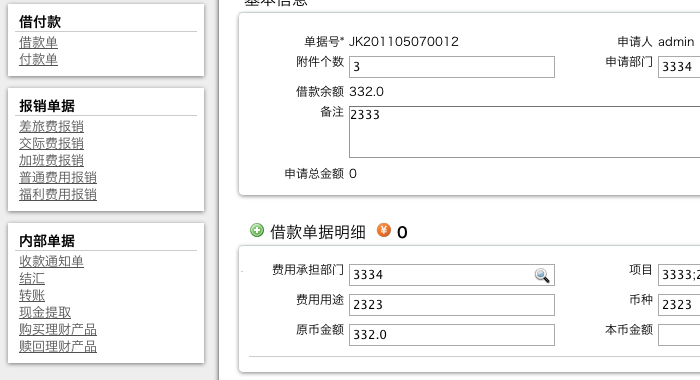 借付款
借款单
付款单
报销单据
差旅费报销
交际费报销
加班费报销
普通费用报销
福利费用报销
内部单据
收款通知单
结汇
转账
现金提取
购买理财产品
赎回理财产品
基本信息
单据号* JK201105070012 申请人 admin
附件个数 3 申请部门 3334
借款余额 332.0
备注 2333
申请总金额 0
借款单据明细 ¥ 0
费用承担部门 3334 项目 3333;2
费用用途 2323 币种 2323
原币金额 332.0 本币金额